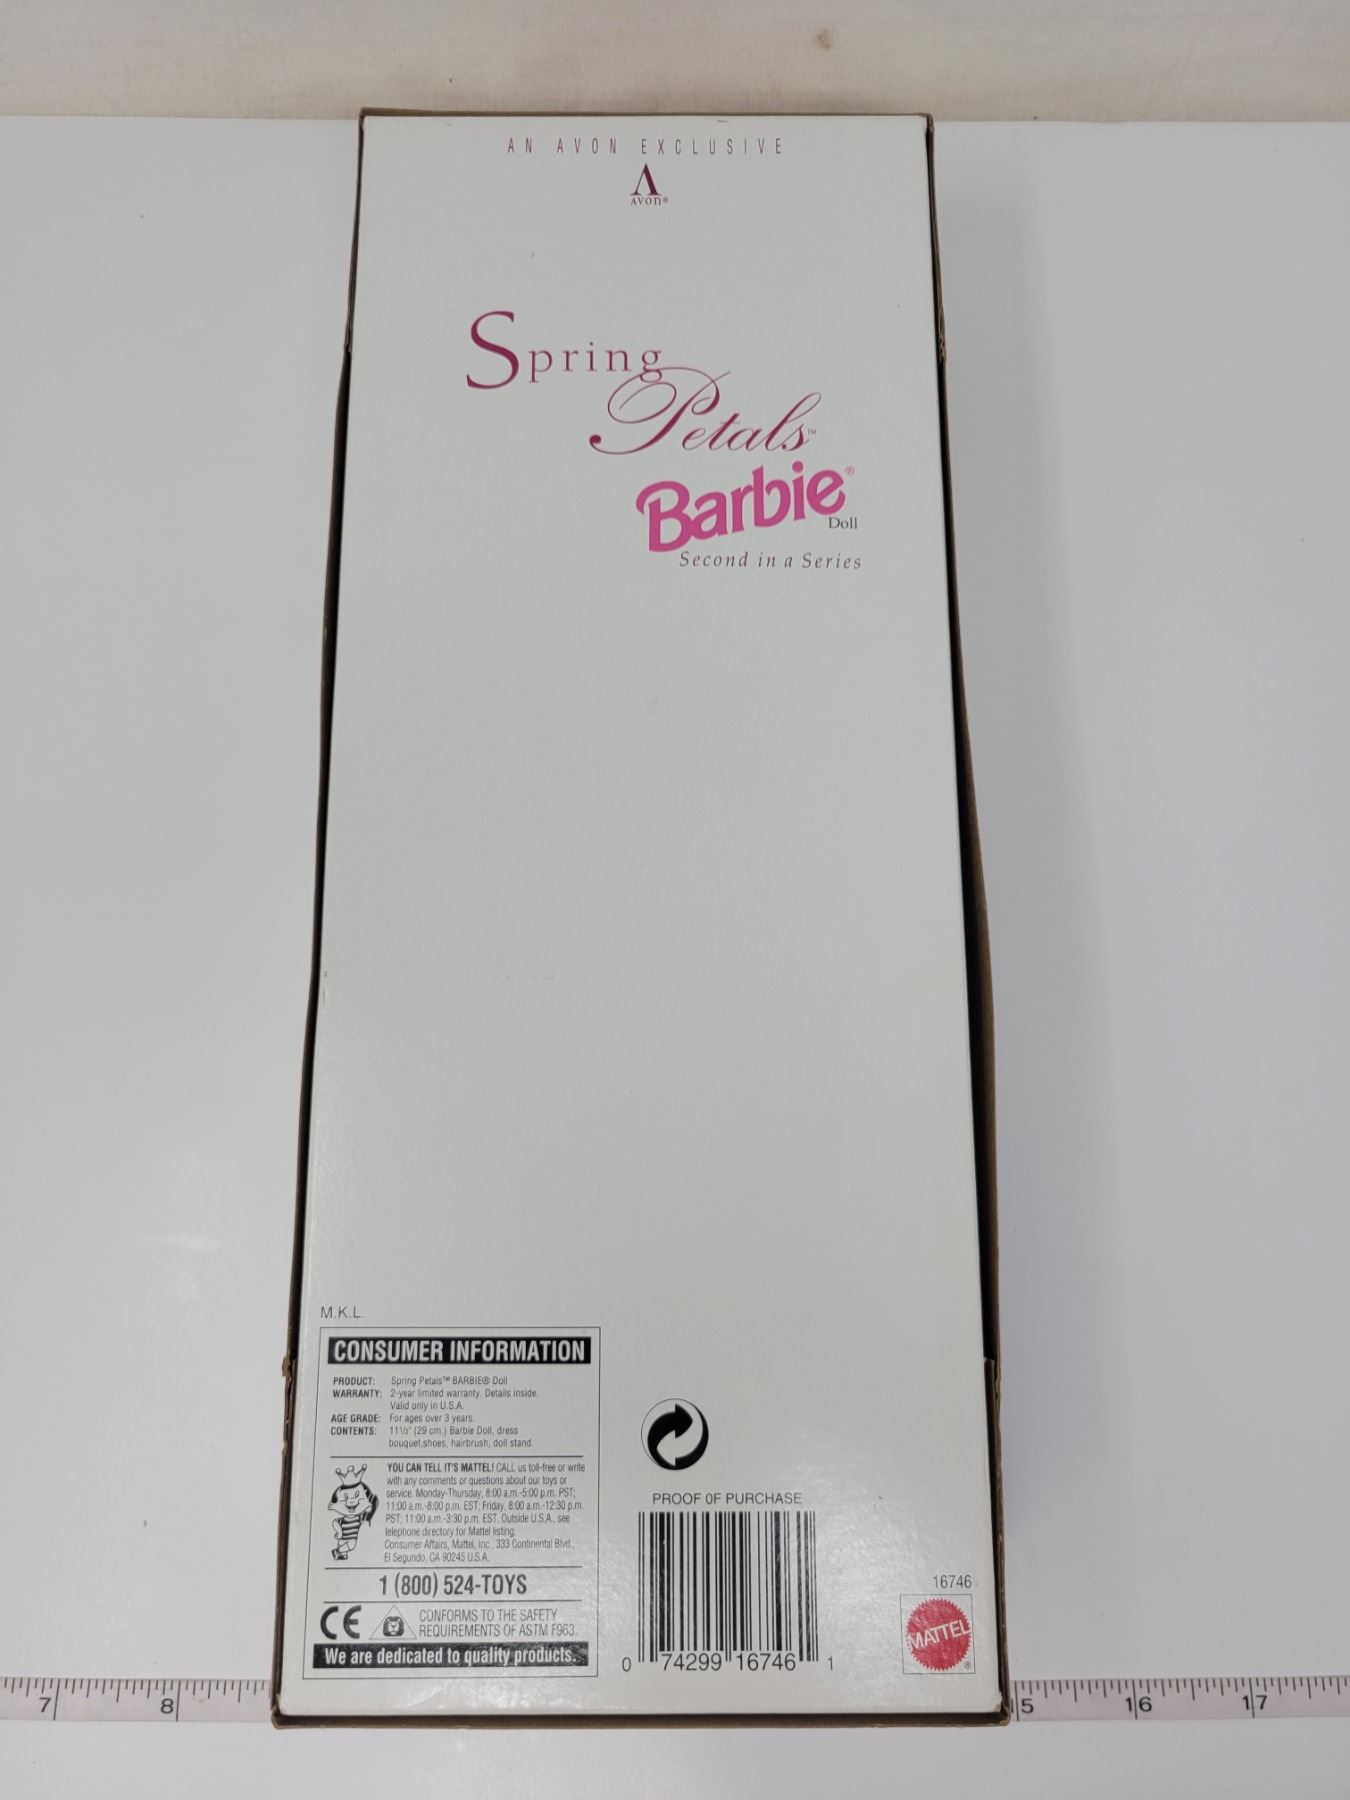 AN AVON EXCLUSIVE
AVON®
Spring
Petals™
Barbie®
Doll
Second in a Series
M.K.L.
CONSUMER INFORMATION
PRODUCT: Spring Petals™ BARBIE® Doll
WARRANTY: 2-year limited warranty. Details inside.
Valid only in U.S.A.
AGE GRADE: For ages over 3 years.
CONTENTS: 11½" (29 cm.) Barbie Doll, dress
bouquet,shoes, hairbrush, doll stand.
YOU CAN TELL IT'S MATTEL! CALL us toll-free or write
with any comments or questions about our toys or
service. Monday-Thursday, 8:00 a.m.-5:00 p.m. PST;
11:00 a.m.-8:00 p.m. EST; Friday, 8:00 a.m.-12:30 p.m.
PST; 11:00 a.m.-3:30 p.m. EST. Outside U.S.A., see
telephone directory for Mattel listing.
Consumer Affairs, Mattel, Inc., 333 Continental Blvd.,
El Segundo, CA 90245 U.S.A.
1 (800) 524-TOYS
CE
CONFORMS TO THE SAFETY
REQUIREMENTS OF ASTM F963.
We are dedicated to quality products.
PROOF OF PURCHASE
0 74299 16746 1
16746
MATTEL®
7 8 5 16 17